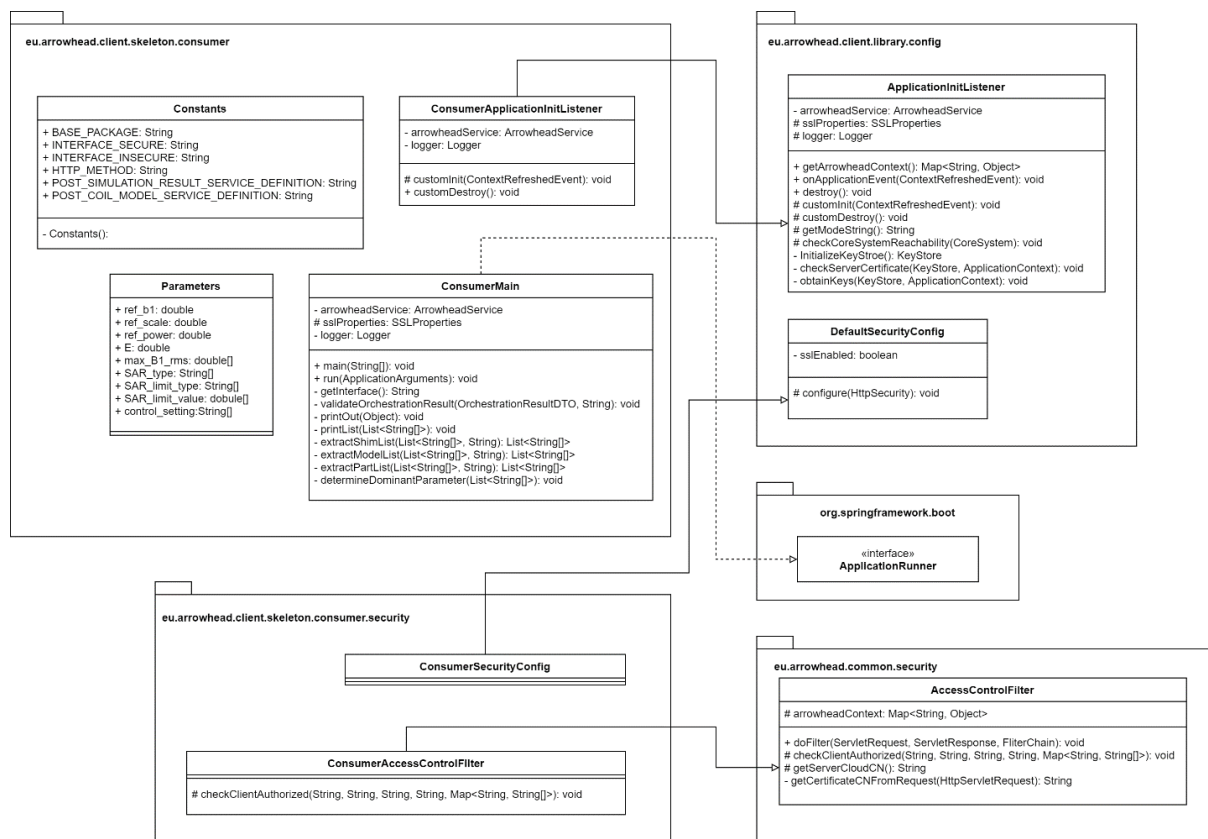 eu.arrowhead.client.skeleton.consumer
Constants
+ BASE_PACKAGE: String
+ INTERFACE_SECURE: String
+ INTERFACE_INSECURE: String
+ HTTP_METHOD: String
+ POST_SIMULATION_RESULT_SERVICE_DEFINITION: String
+ POST_COIL_MODEL_SERVICE_DEFINITION: String
- Constants():
ConsumerApplicationInitListener
- arrowheadService: ArrowheadService
- logger: Logger
# customInit(ContextRefreshedEvent): void
+ customDestroy(): void
Parameters
+ ref_b1: double
+ ref_scale: double
+ ref_power: double
+ E: double
+ max_B1_rms: double[]
+ SAR_type: String[]
+ SAR_limit_type: String[]
+ SAR_limit_value: dobule[]
+ control_setting:String[]
ConsumerMain
- arrowheadService: ArrowheadService
# sslProperties: SSLProperties
- logger: Logger
+ main(String[]): void
+ run(ApplicationArguments): void
- getInterface(): String
- validateOrchestrationResult(OrchestrationResultDTO, String): void
- printOut(Object): void
- printList(List<String[]>): void
- extractShimList(List<String[]>, String): List<String[]>
- extractModelList(List<String[]>, String): List<String[]>
- extractPartList(List<String[]>, String): List<String[]>
- determineDominantParameter(List<String[]>): void
eu.arrowhead.client.library.config
ApplicationInitListener
- arrowheadService: ArrowheadService
# sslProperties: SSLProperties
# logger: Logger
+ getArrowheadContext(): Map<String, Object>
+ onApplicationEvent(ContextRefreshedEvent): void
+ destroy(): void
# customInit(ContextRefreshedEvent): void
# customDestroy(): void
# getModeString(): String
# checkCoreSystemReachability(CoreSystem): void
- InitializeKeyStroe(): KeyStore
- checkServerCertificate(KeyStore, ApplicationContext): void
- obtainKeys(KeyStore, ApplicationContext): void
DefaultSecurityConfig
- sslEnabled: boolean
# configure(HttpSecurity): void
org.springframework.boot
«interface»
ApplicationRunner
eu.arrowhead.client.skeleton.consumer.security
ConsumerSecurityConfig
ConsumerAccessControlFilter
# checkClientAuthorized(String, String, String, String, Map<String, String[]>): void
eu.arrowhead.common.security
AccessControlFilter
# arrowheadContext: Map<String, Object>
+ doFilter(ServletRequest, ServletResponse, FliterChain): void
# checkClientAuthorized(String, String, String, String, Map<String, String[]>): void
# getServerCloudCN(): String
- getCertificateCNFromRequest(HttpServletRequest): String